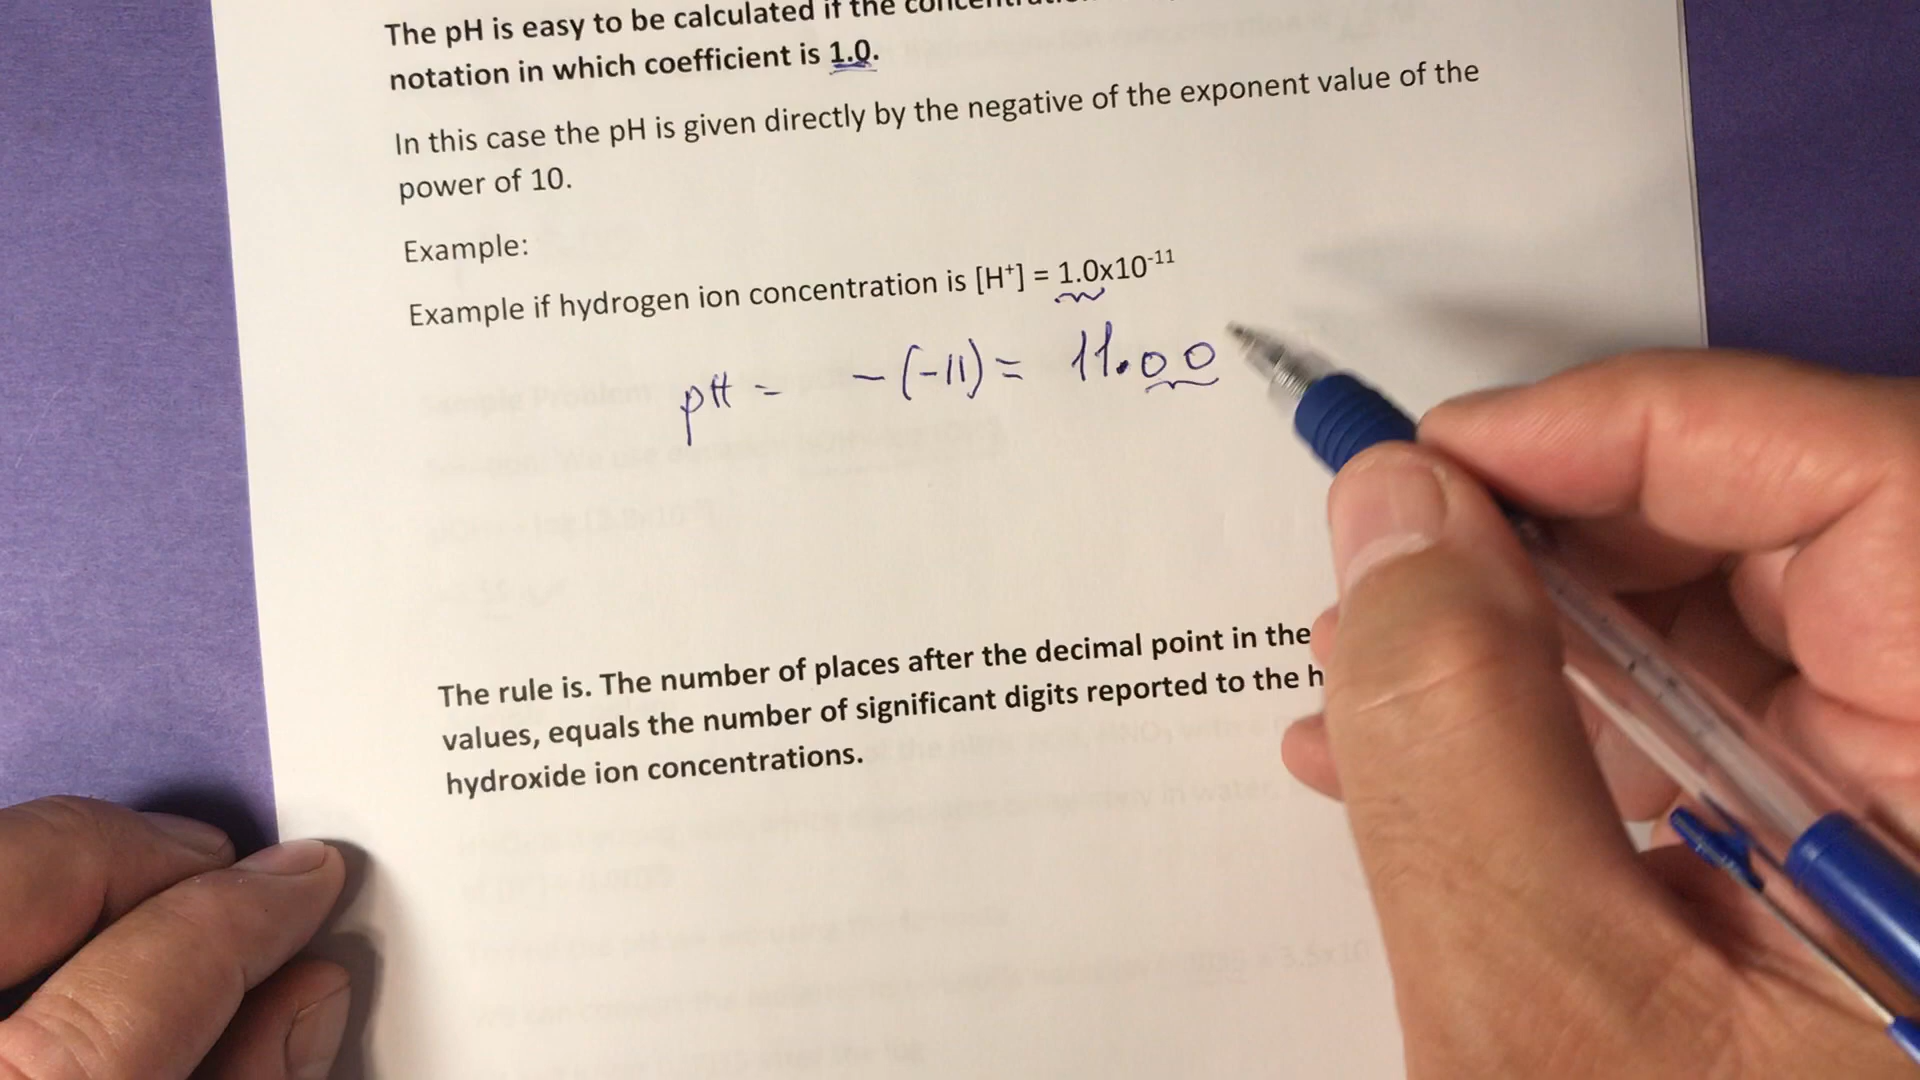 The pH is easy to be calculated if the
notation in which coefficient is 1.0.
In this case the pH is given directly by the negative of the exponent value of the
power of 10.
Example:
Example if hydrogen ion concentration is [H⁺] = 1.0x10⁻¹¹
pH = - (-11) = 11.00
The rule is. The number of places after the decimal point in the
values, equals the number of significant digits reported to the h
hydroxide ion concentrations.